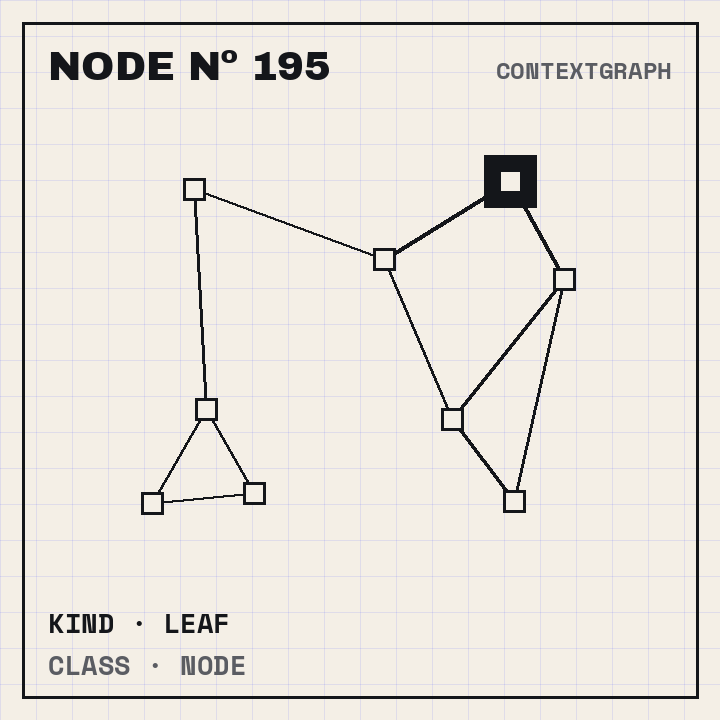 NODE Nº 195
CONTEXTGRAPH
KIND · LEAF
CLASS · NODE